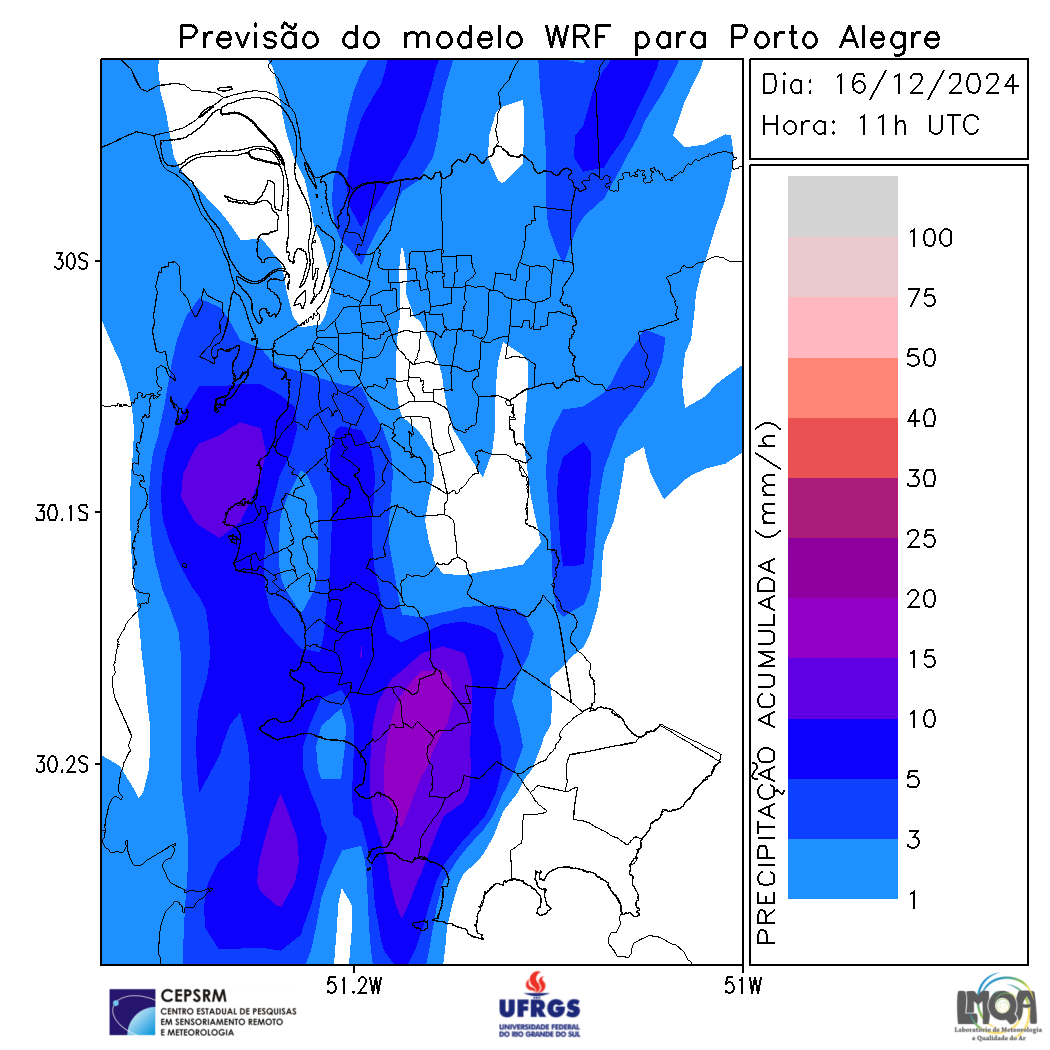 Previsão do modelo WRF para Porto Alegre
Dia: 16/12/2024
Hora: 11h UTC
30S
30.1S
30.2S
51.2W
51W
PRECIPITAÇÃO ACUMULADA (mm/h)
100
75
50
40
30
25
20
15
10
5
3
1
CEPSRM
CENTRO ESTADUAL DE PESQUISAS
EM SENSORIAMENTO REMOTO
E METEOROLOGIA
UFRGS
UNIVERSIDADE FEDERAL
DO RIO GRANDE DO SUL
LMQA
Laboratório de Meteorologia
e Qualidade do Ar